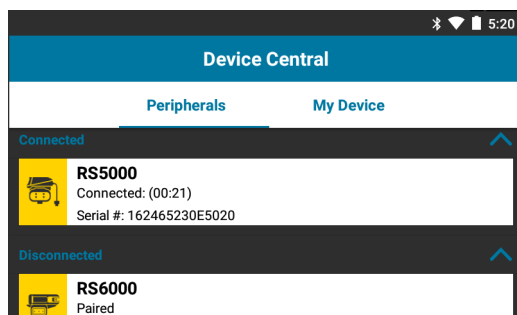 5:20
Device Central
Peripherals
My Device
Connected
RS5000
Connected: (00:21)
Serial #: 162465230E5020
Disconnected
RS6000
Paired